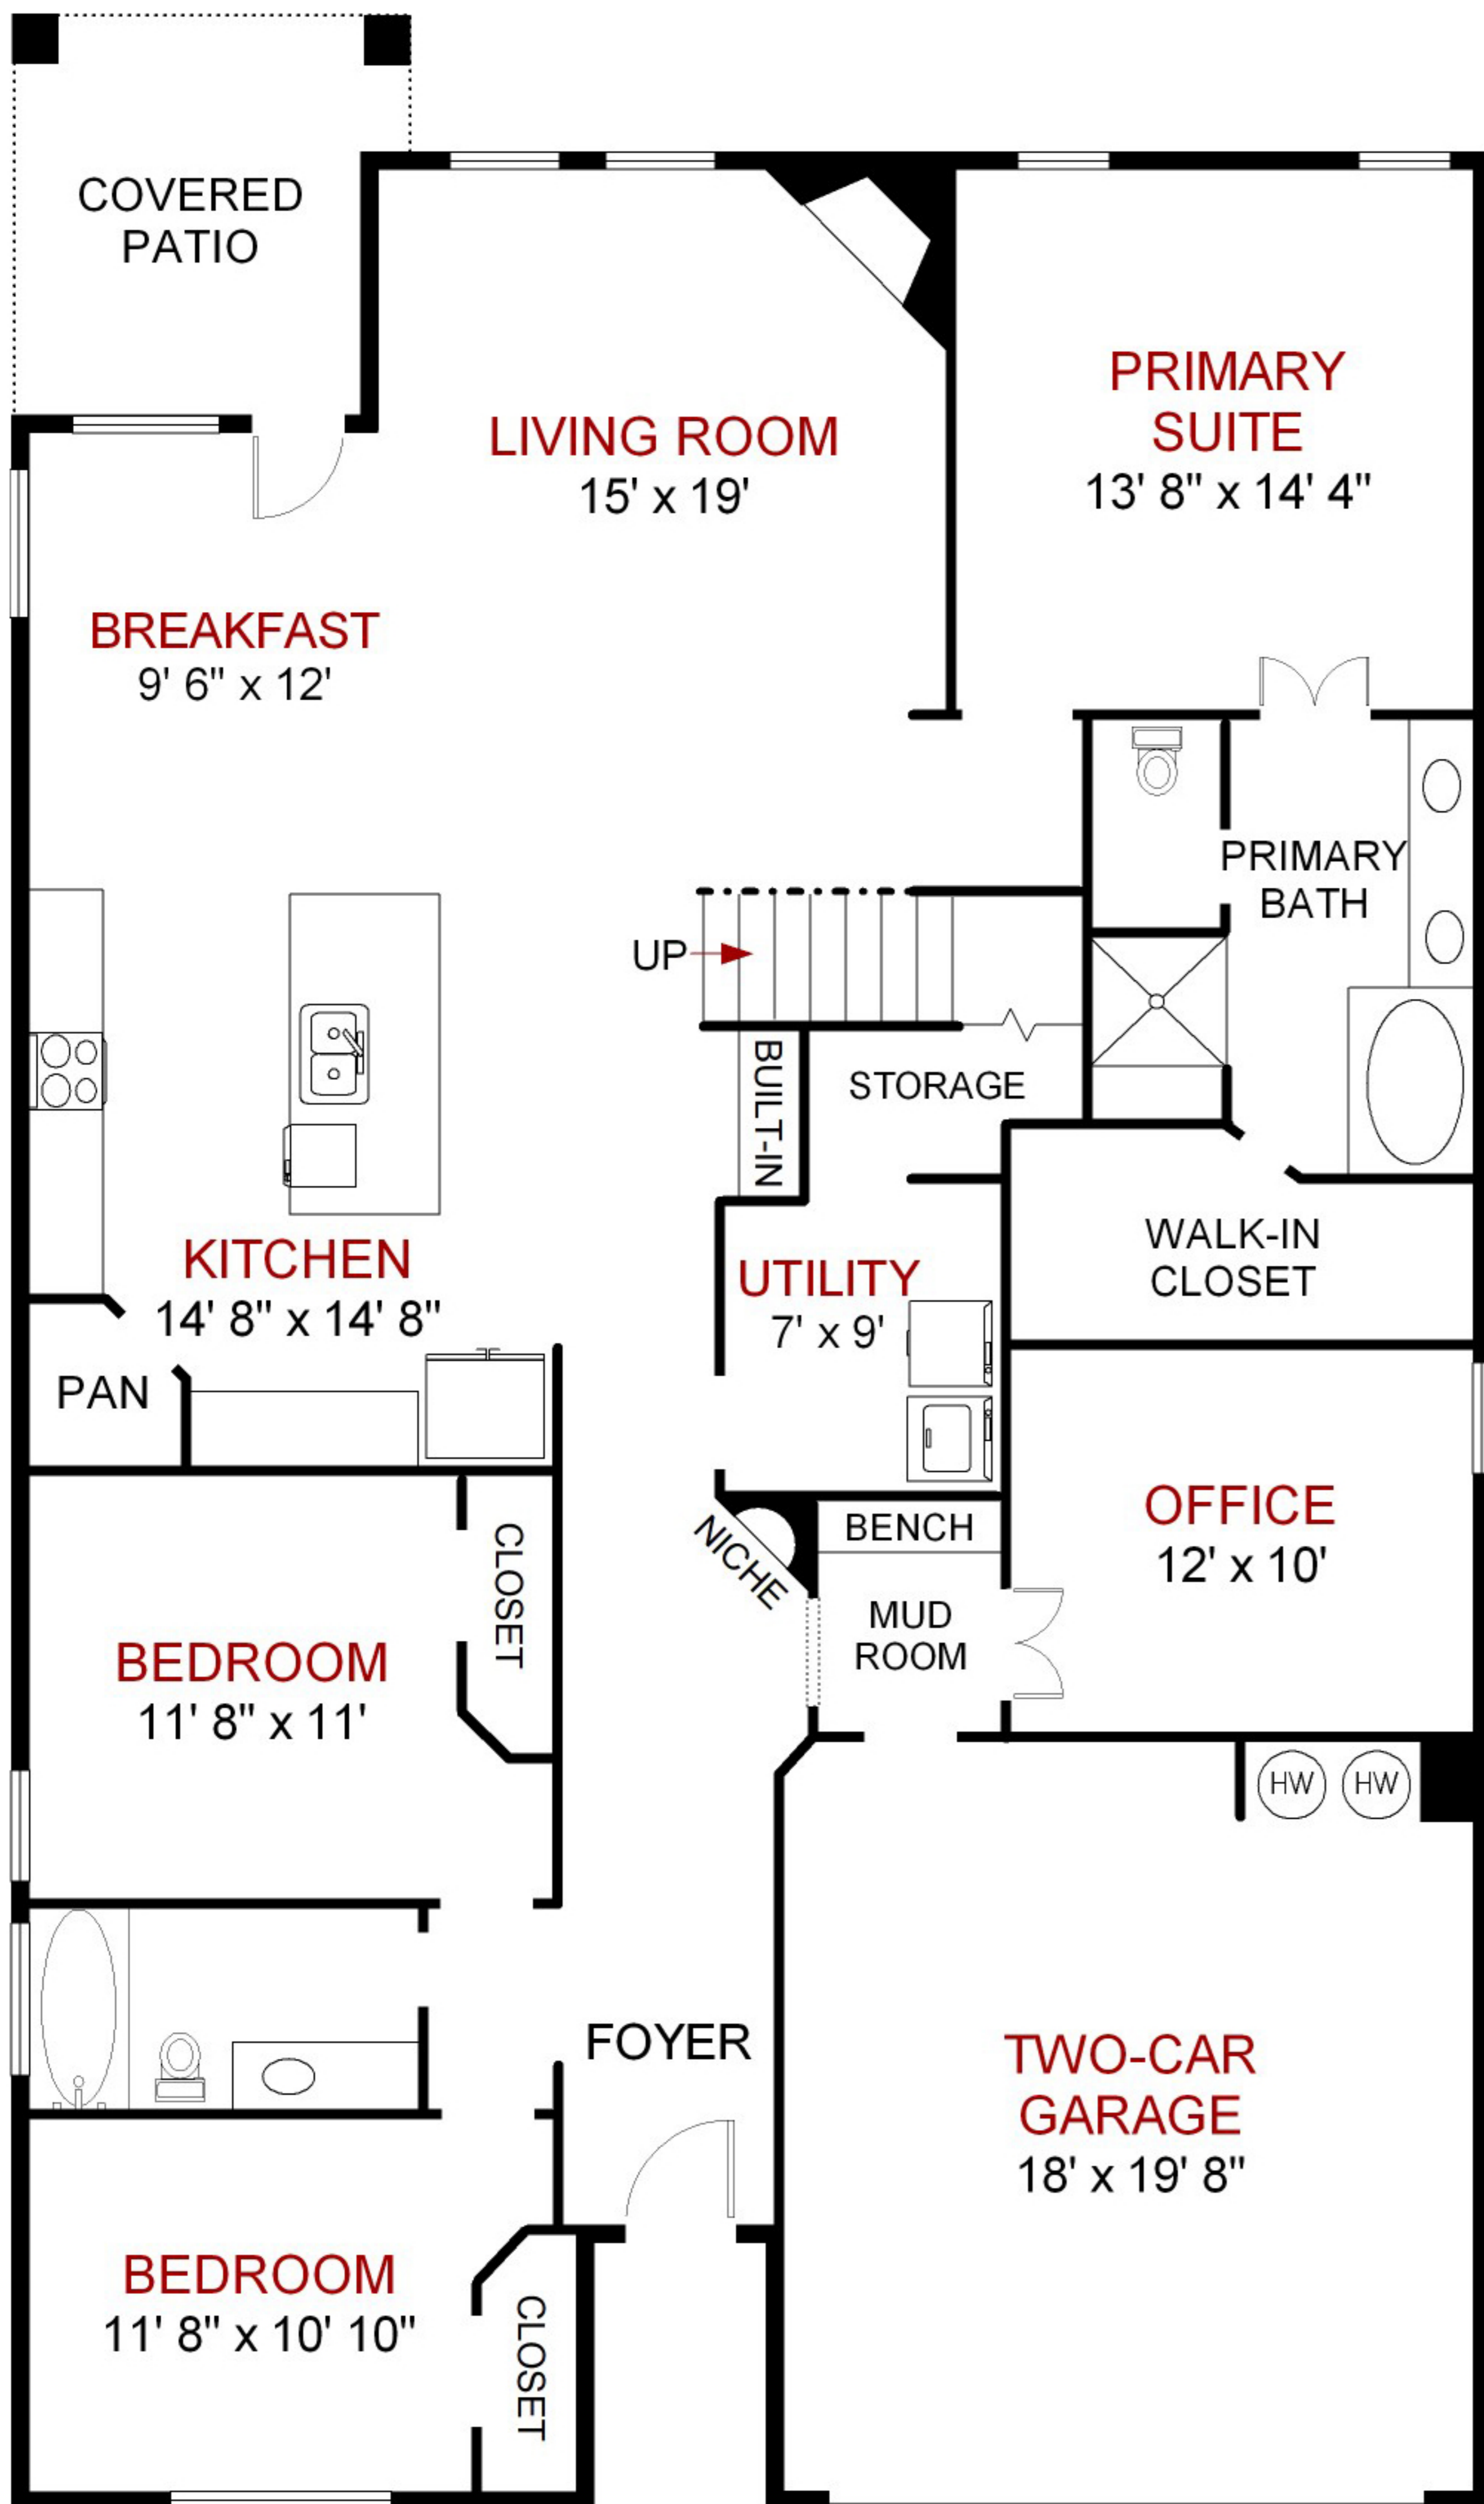 COVERED
PATIO
LIVING ROOM
15' x 19'
PRIMARY
SUITE
13' 8" x 14' 4"
BREAKFAST
9' 6" x 12'
PRIMARY
BATH
UP
BUILT-IN
STORAGE
KITCHEN
14' 8" x 14' 8"
UTILITY
7' x 9'
WALK-IN
CLOSET
PAN
OFFICE
12' x 10'
BENCH
NICHE
CLOSET
MUD
ROOM
BEDROOM
11' 8" x 11'
HW
HW
FOYER
TWO-CAR
GARAGE
18' x 19' 8"
BEDROOM
11' 8" x 10' 10"
CLOSET